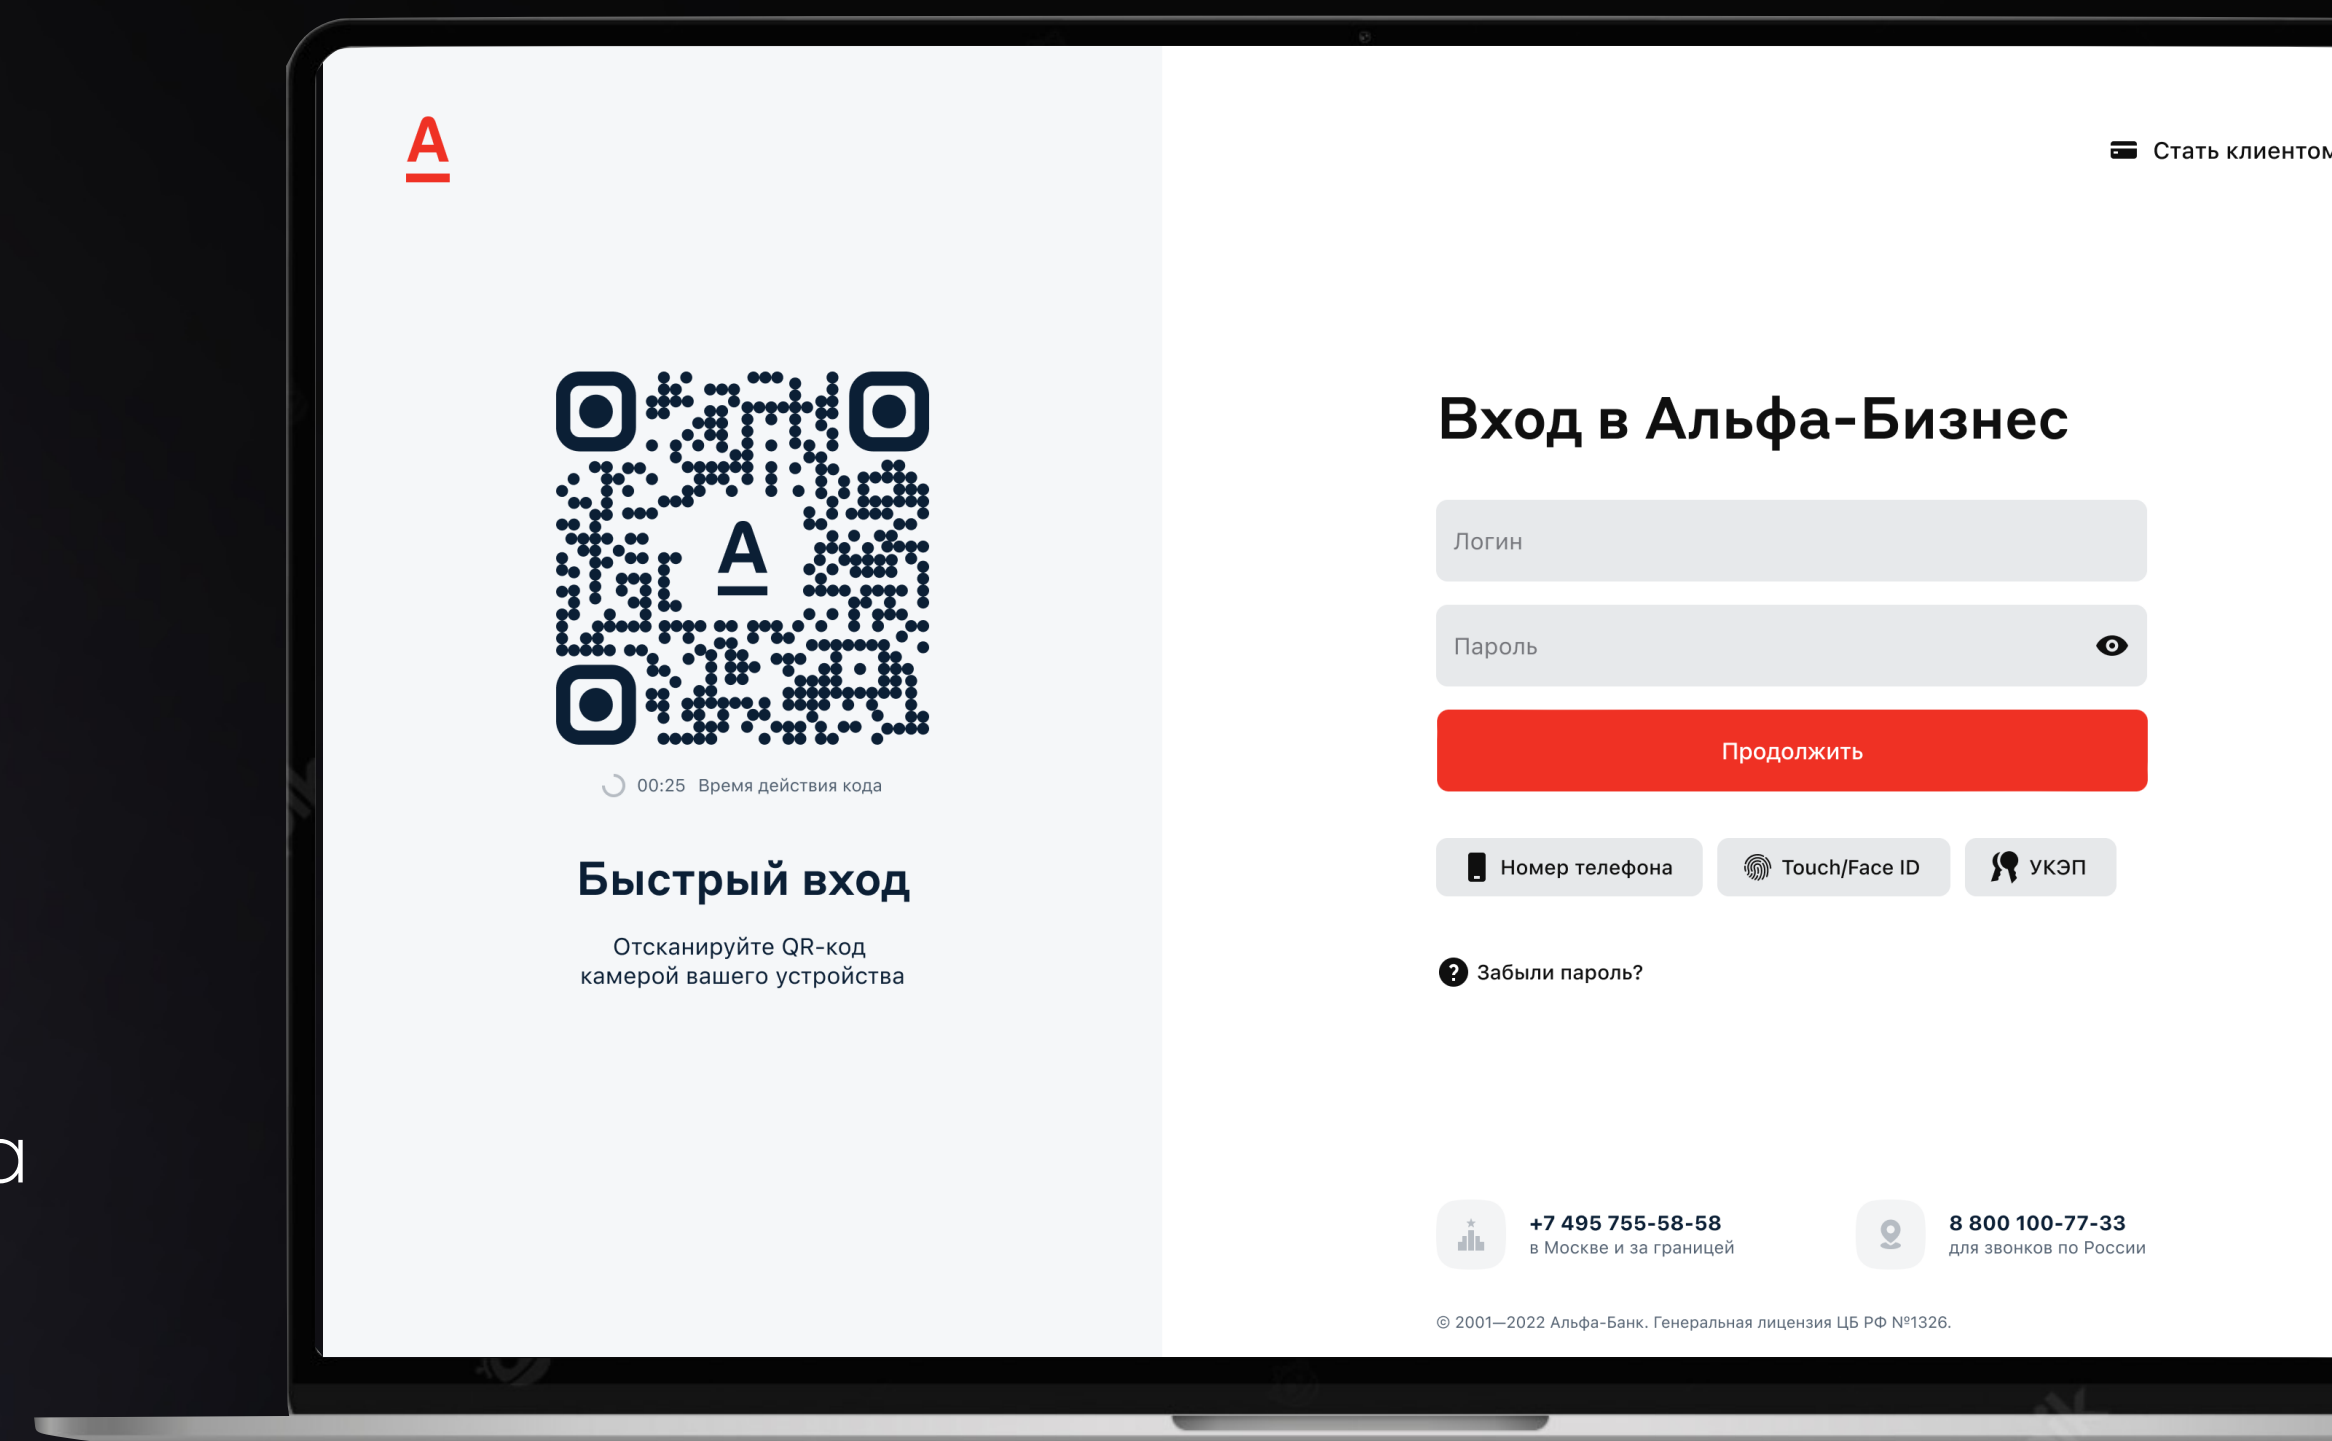 А
Стать клиентом
А
00:25 Время действия кода
Быстрый вход
Отсканируйте QR-код
камерой вашего устройства
Вход в Альфа-Бизнес
Логин
Пароль
Продолжить
Номер телефона
Touch/Face ID
УКЭП
Забыли пароль?
+7 495 755-58-58
в Москве и за границей
8 800 100-77-33
для звонков по России
© 2001—2022 Альфа-Банк. Генеральная лицензия ЦБ РФ №1326.
а